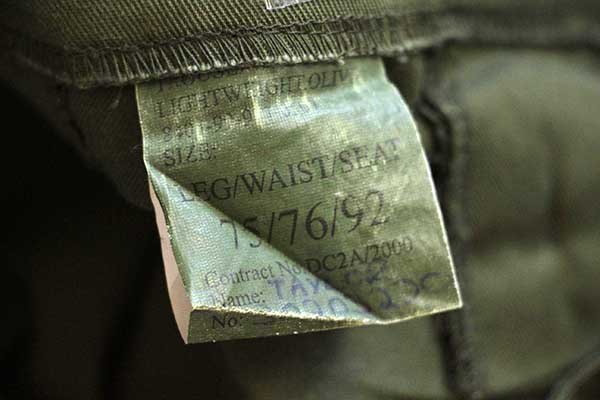 LIGHTWEIGHT OLIVE
SIZE:
LEG/WAIST/SEAT
75/76/92
Contract No. DC2A/2000
Name:
No: